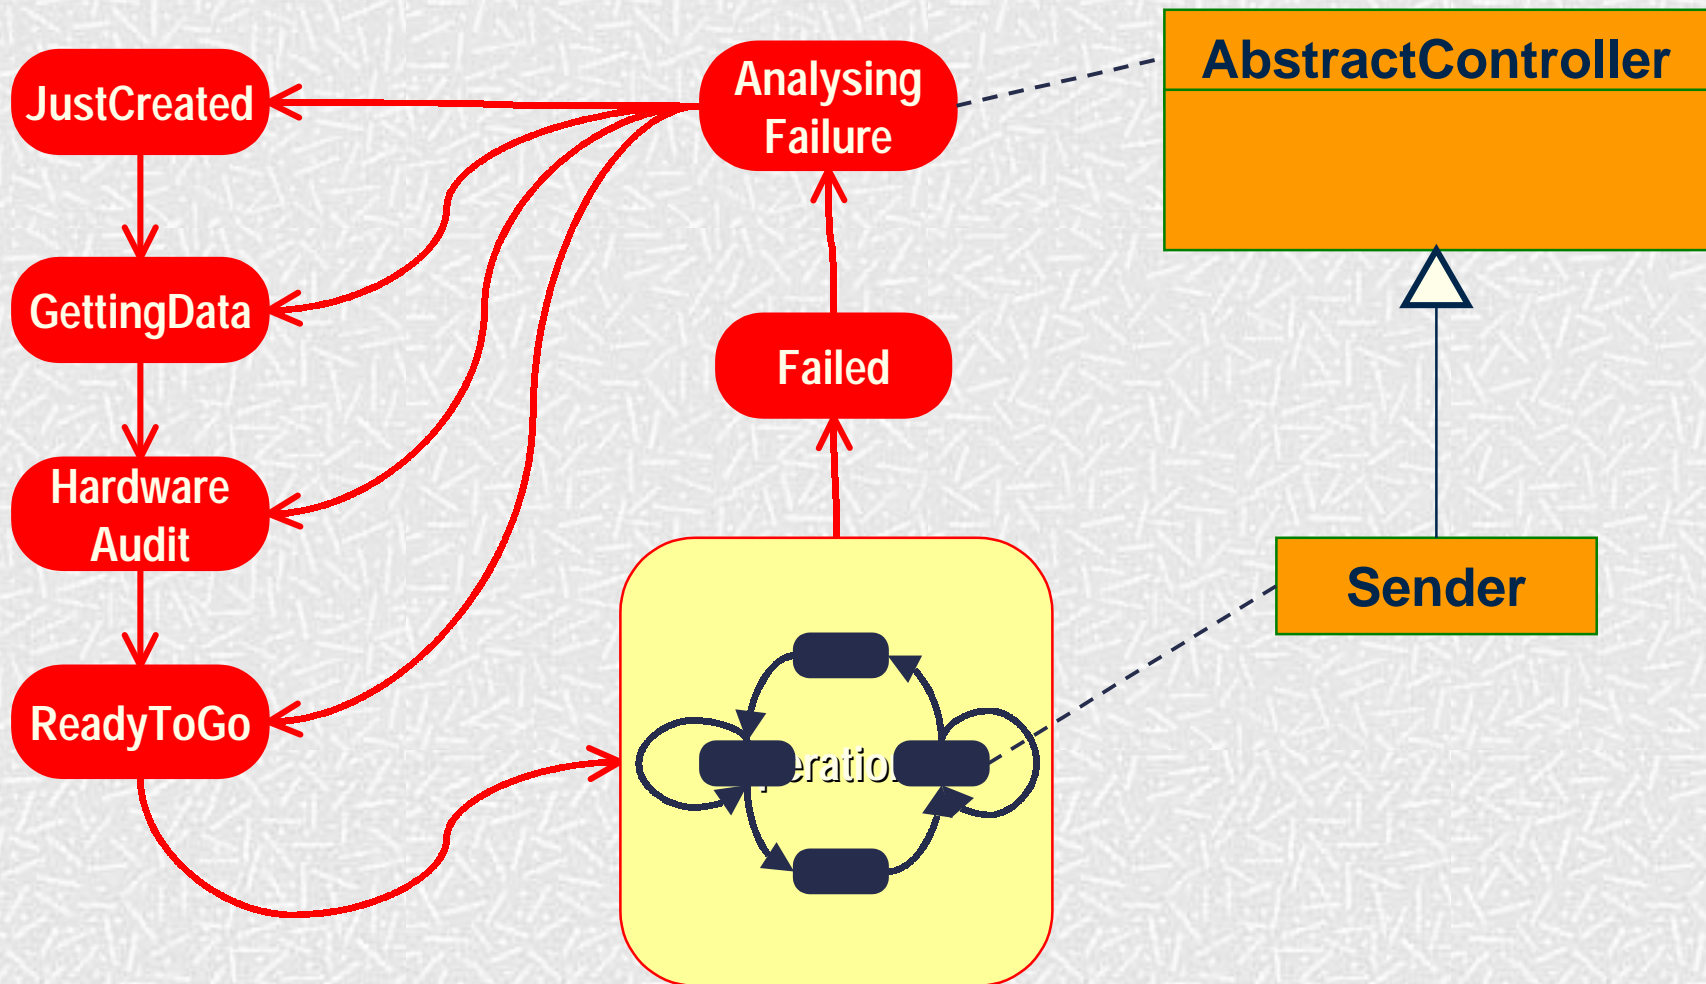 JustCreated
Analysing
Failure
AbstractController
GettingData
Failed
Hardware
Audit
Sender
ReadyToGo